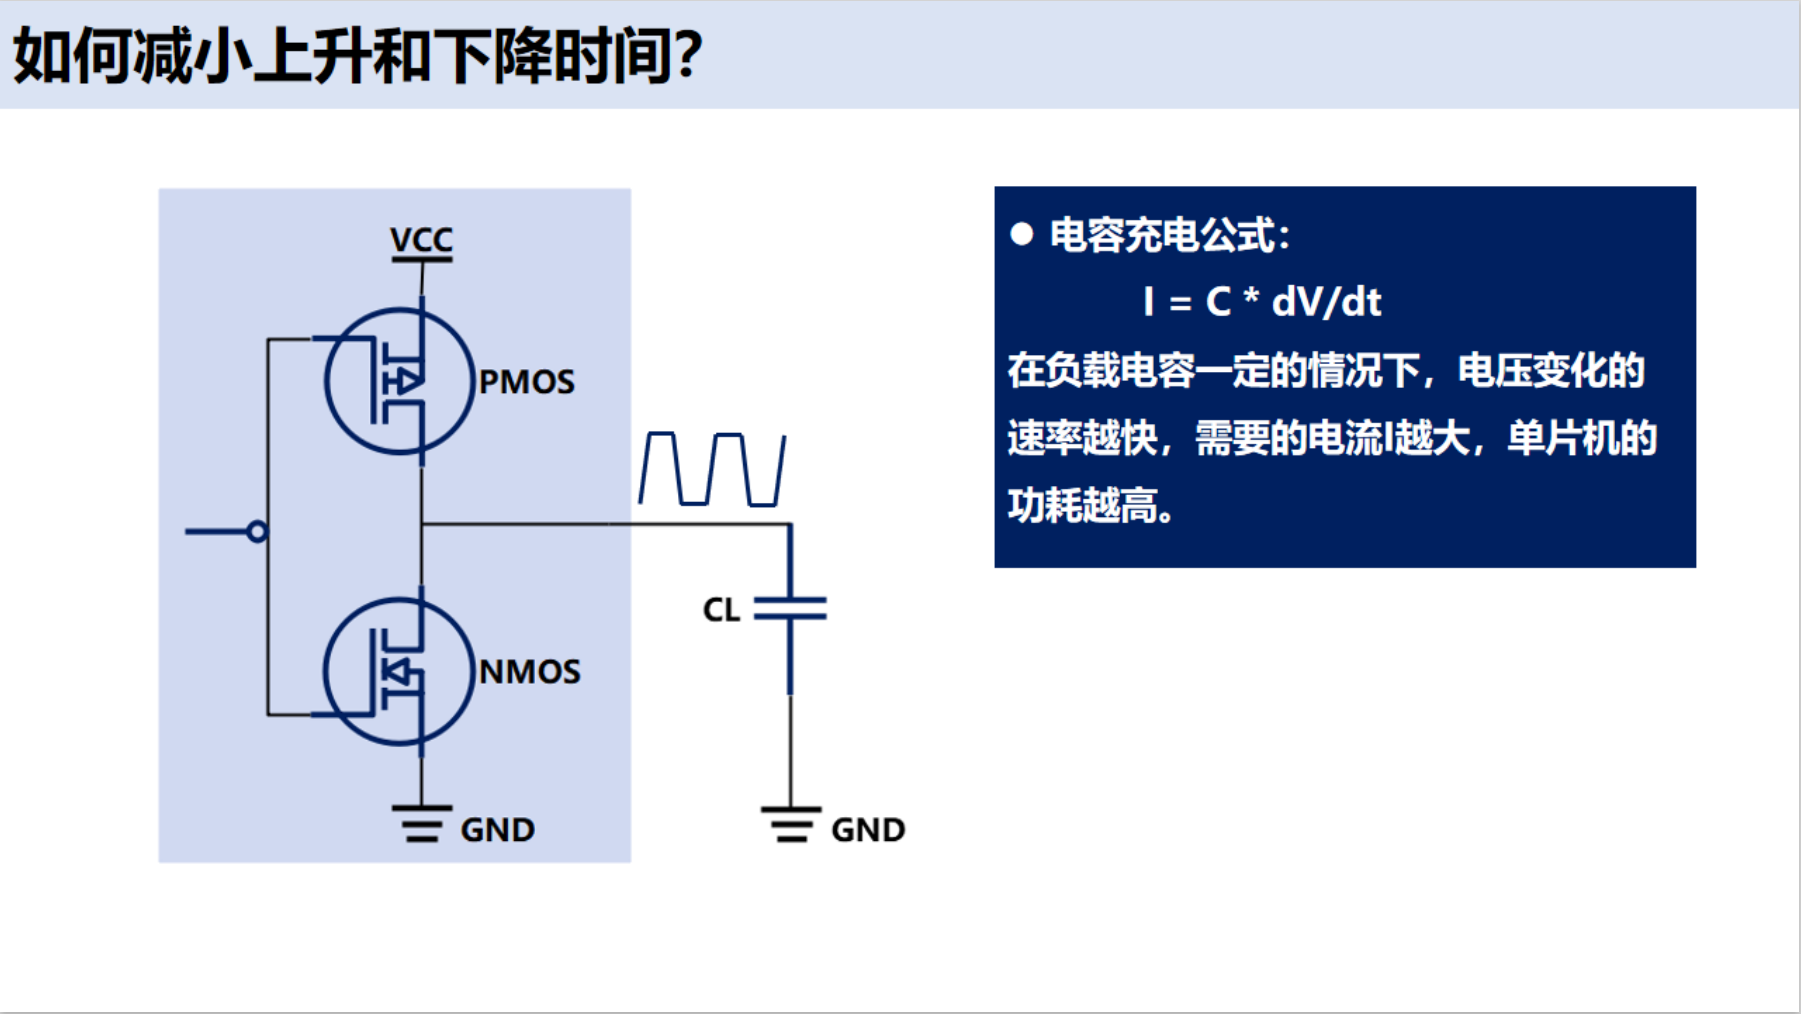 如何减小上升和下降时间?
VCC
PMOS
NMOS
GND
CL
GND
● 电容充电公式：
I = C * dV/dt
在负载电容一定的情况下，电压变化的
速率越快，需要的电流I越大，单片机的
功耗越高。